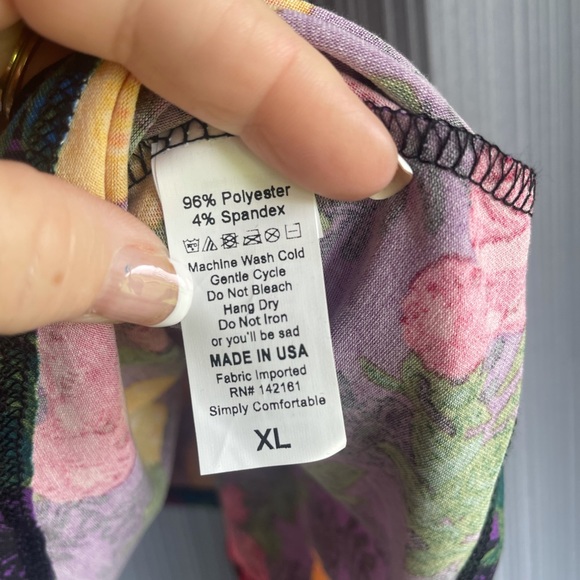 96% Polyester
4% Spandex
Machine Wash Cold
Gentle Cycle
Do Not Bleach
Hang Dry
Do Not Iron
or you'll be sad
MADE IN USA
Fabric Imported
RN# 142161
Simply Comfortable
XL